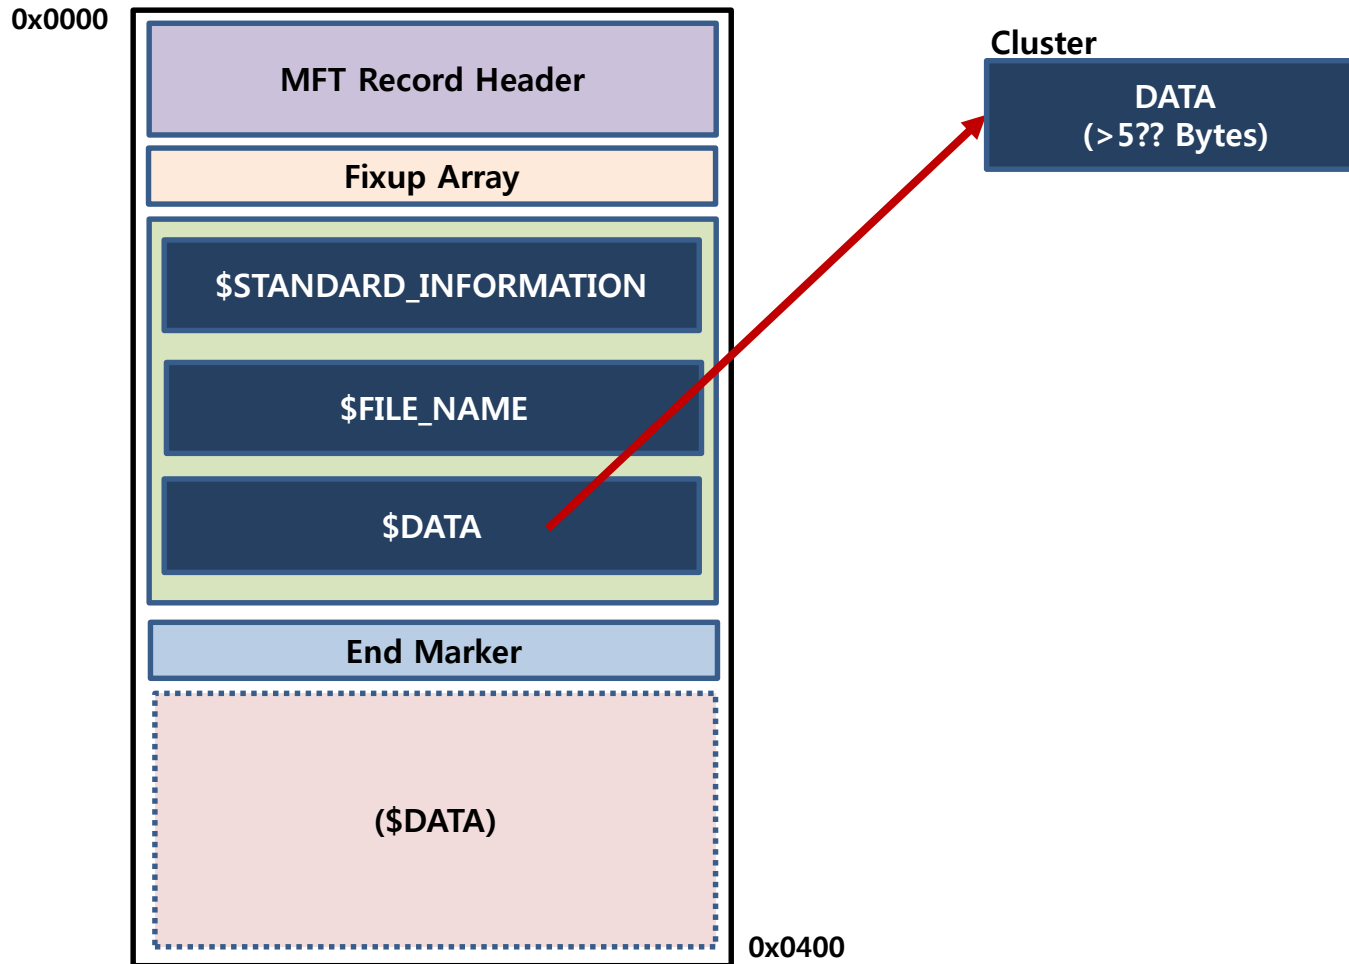 0x0000
MFT Record Header
Fixup Array
$STANDARD_INFORMATION
$FILE_NAME
$DATA
End Marker
($DATA)
0x0400
Cluster
DATA
(>5?? Bytes)